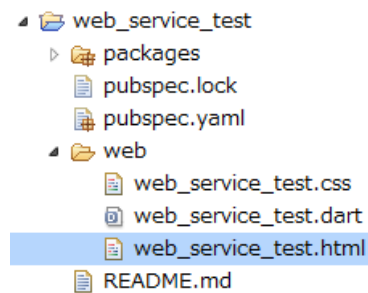 web_service_test
packages
pubspec.lock
pubspec.yaml
web
web_service_test.css
web_service_test.dart
web_service_test.html
README.md